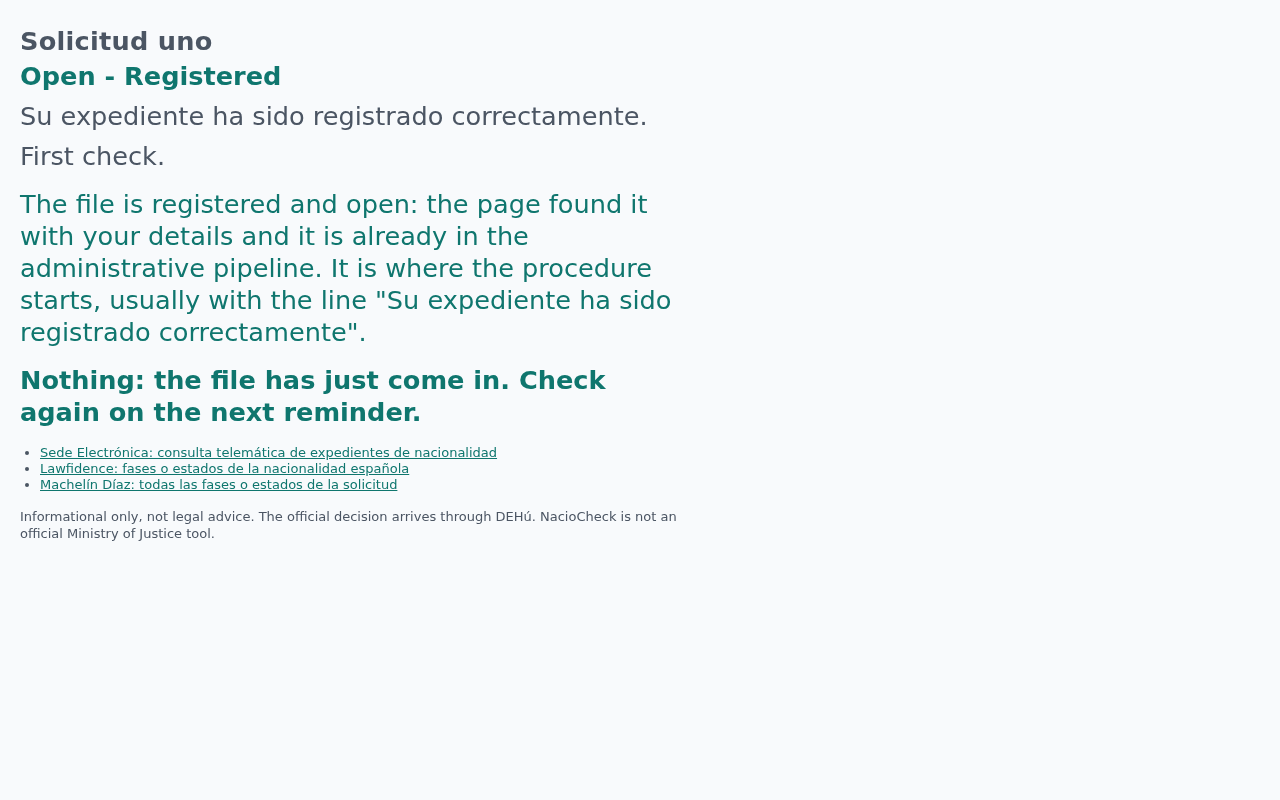 Solicitud uno
Open - Registered
Su expediente ha sido registrado correctamente.
First check.
The file is registered and open: the page found it
with your details and it is already in the
administrative pipeline. It is where the procedure
starts, usually with the line "Su expediente ha sido
registrado correctamente".
Nothing: the file has just come in. Check
again on the next reminder.
• Sede Electrónica: consulta telemática de expedientes de nacionalidad
• Lawfidence: fases o estados de la nacionalidad española
• Machelín Díaz: todas las fases o estados de la solicitud
Informational only, not legal advice. The official decision arrives through DEHú. NacioCheck is not an
official Ministry of Justice tool.